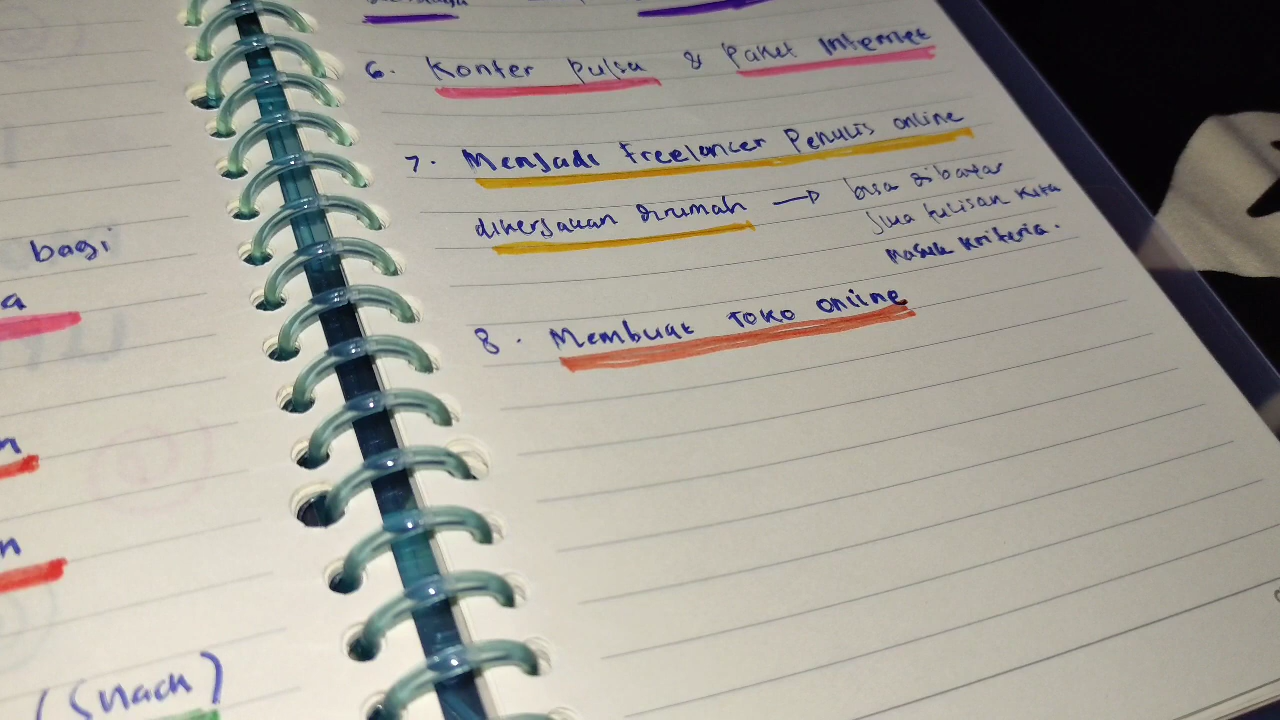 bagi
a
n
n
(Snack)
6. Konter Pulsa & Paket Internet
7. Menjadi Freelancer Penulis online
dikerjakan dirumah → bisa dibayar
jika tulisan kita
masuk kriteria.
8. Membuat Toko Online